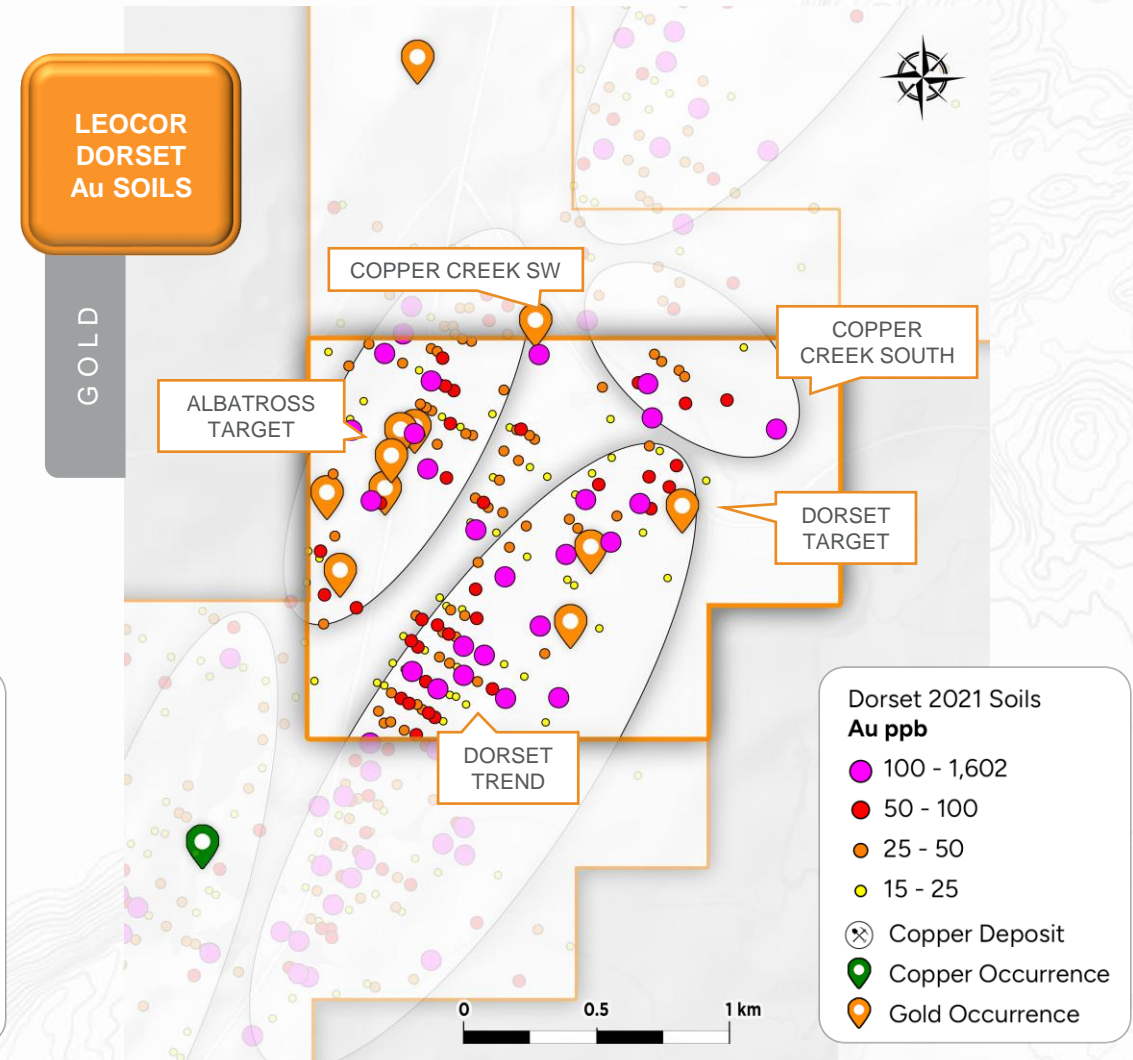 LEOCOR
DORSET
Au SOILS
GOLD
COPPER CREEK SW
COPPER
CREEK SOUTH
ALBATROSS
TARGET
DORSET
TARGET
DORSET
TREND
Dorset 2021 Soils
Au ppb
100 - 1,602
50 - 100
25 - 50
15 - 25
Copper Deposit
Copper Occurrence
Gold Occurrence
0 0.5 1 km